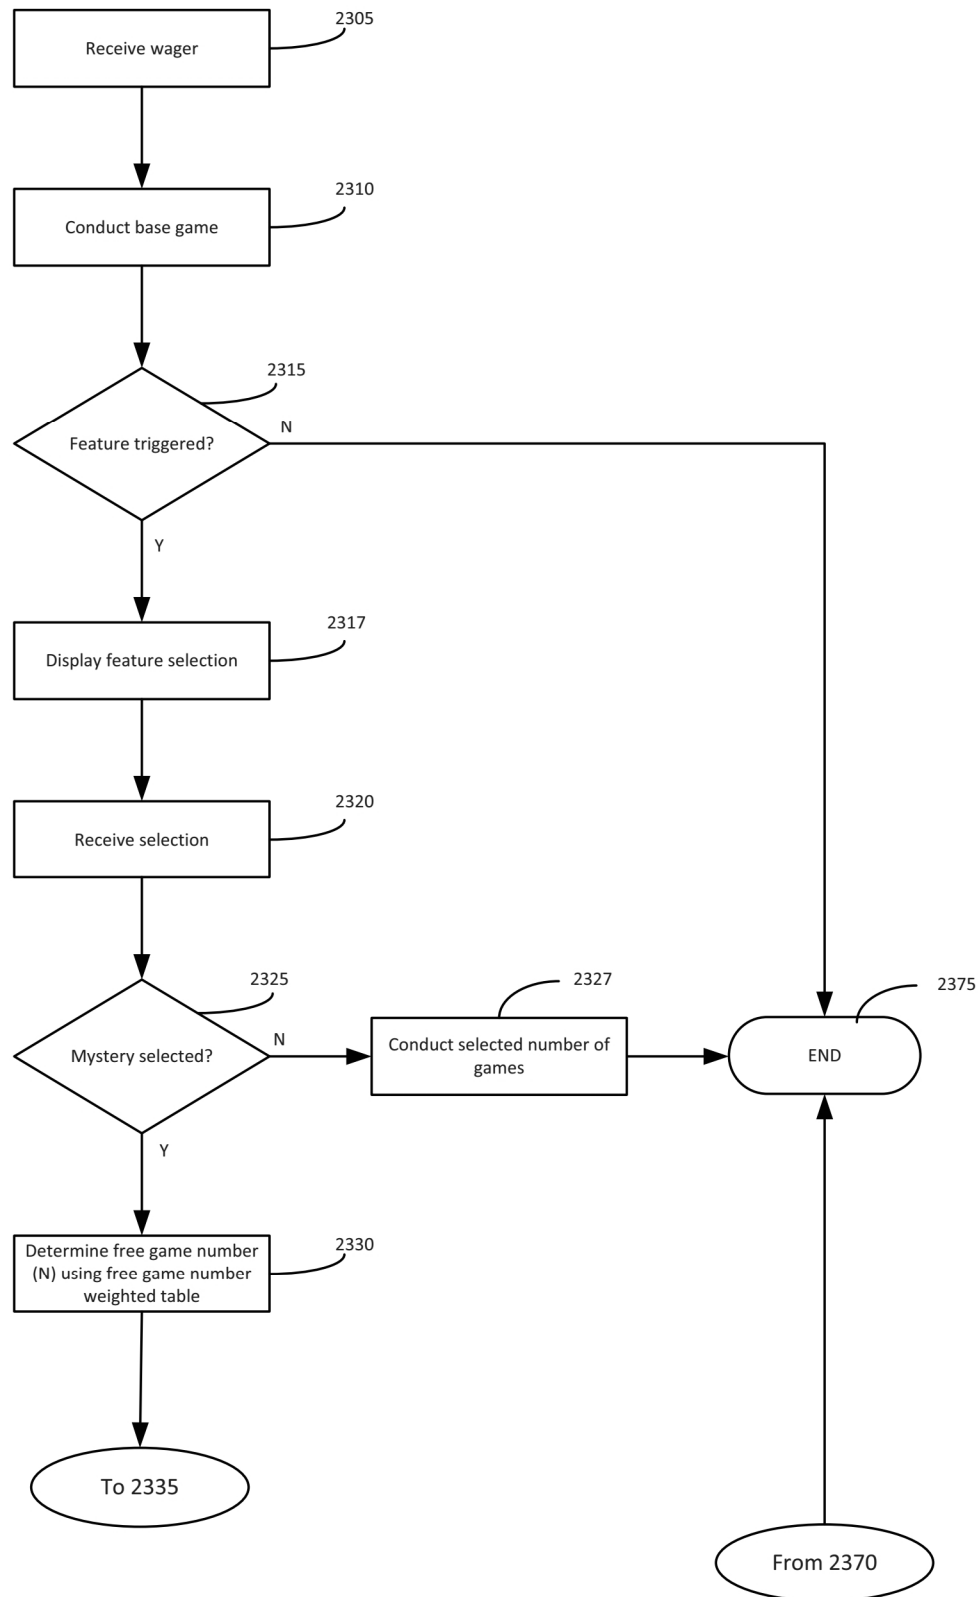 2305
Receive wager
2310
Conduct base game
2315
Feature triggered?
N
Y
2317
Display feature selection
2320
Receive selection
2325
2327
2375
Mystery selected?
N
Conduct selected number of
games
END
Y
2330
Determine free game number
(N) using free game number
weighted table
To 2335
From 2370